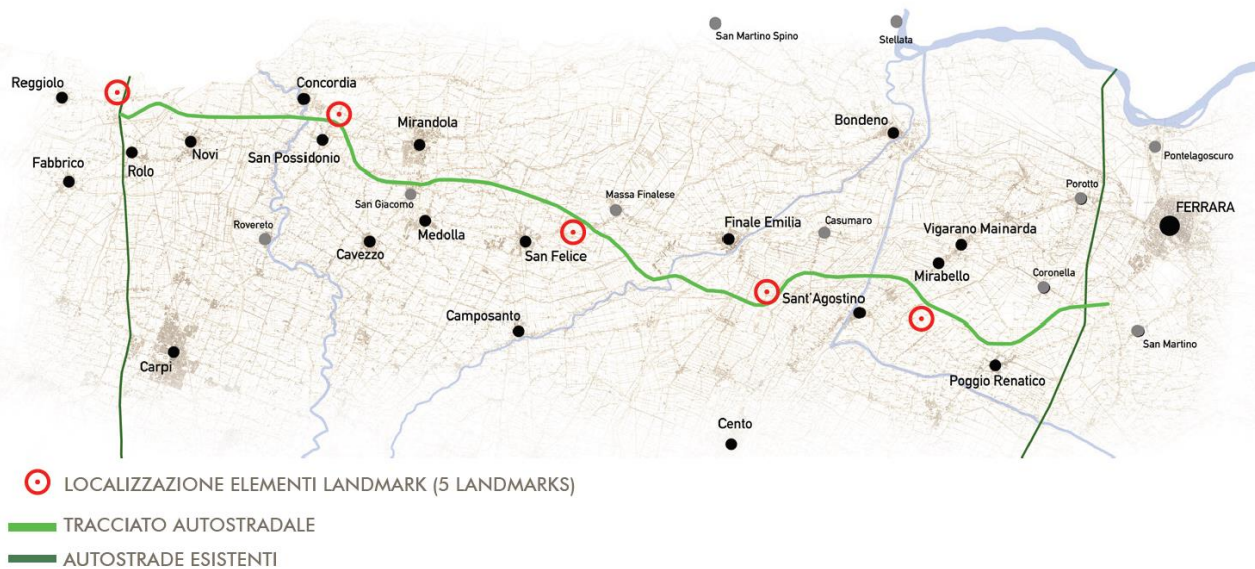 San Martino Spino
Stellata
Reggiolo
Concordia
Mirandola
Bondeno
Fabbrico
Rolo
Novi
San Possidonio
Pontelagoscuro
San Giacomo
Massa Finalese
Porotto
FERRARA
Rovereto
Cavezzo
Medolla
San Felice
Finale Emilia
Casumaro
Vigarano Mainarda
Mirabello
Coronella
Sant'Agostino
Camposanto
San Martino
Carpi
Poggio Renatico
Cento
LOCALIZZAZIONE ELEMENTI LANDMARK (5 LANDMARKS)
TRACCIATO AUTOSTRADALE
AUTOSTRADE ESISTENTI